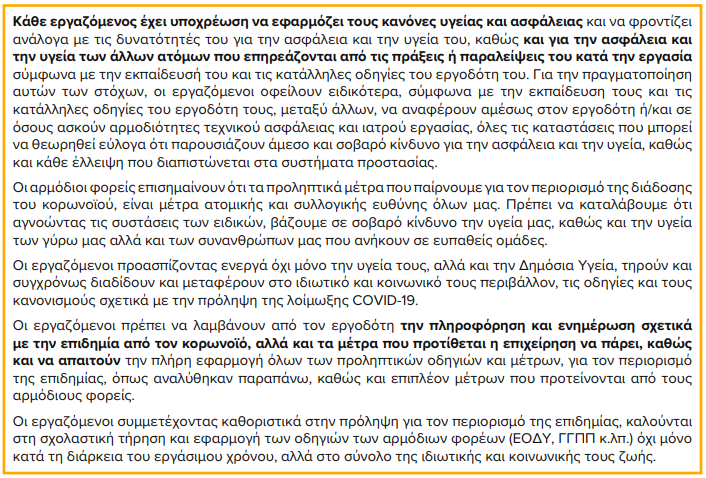 Κάθε εργαζόμενος έχει υποχρέωση να εφαρμόζει τους κανόνες υγείας και ασφάλειας και να φροντίζει
ανάλογα με τις δυνατότητές του για την ασφάλεια και την υγεία του, καθώς και για την ασφάλεια και
την υγεία των άλλων ατόμων που επηρεάζονται από τις πράξεις ή παραλείψεις του κατά την εργασία
σύμφωνα με την εκπαίδευσή του και τις κατάλληλες οδηγίες του εργοδότη του. Για την πραγματοποίηση
αυτών των στόχων, οι εργαζόμενοι οφείλουν ειδικότερα, σύμφωνα με την εκπαίδευση τους και τις
κατάλληλες οδηγίες του εργοδότη τους, μεταξύ άλλων, να αναφέρουν αμέσως στον εργοδότη ή/και σε
όσους ασκούν αρμοδιότητες τεχνικού ασφάλειας και ιατρού εργασίας, όλες τις καταστάσεις που μπορεί
να θεωρηθεί εύλογα ότι παρουσιάζουν άμεσο και σοβαρό κίνδυνο για την ασφάλεια και την υγεία, καθώς
και κάθε έλλειψη που διαπιστώνεται στα συστήματα προστασίας.
Οι αρμόδιοι φορείς επισημαίνουν ότι τα προληπτικά μέτρα που παίρνουμε για τον περιορισμό της διάδοσης
του κορωνοϊού, είναι μέτρα ατομικής και συλλογικής ευθύνης όλων μας. Πρέπει να καταλάβουμε ότι
αγνοώντας τις συστάσεις των ειδικών, βάζουμε σε σοβαρό κίνδυνο την υγεία μας, καθώς και την υγεία
των γύρω μας αλλά και των συνανθρώπων μας που ανήκουν σε ευπαθείς ομάδες.
Οι εργαζόμενοι προασπίζοντας ενεργά όχι μόνο την υγεία τους, αλλά και την Δημόσια Υγεία, τηρούν και
συγχρόνως διαδίδουν και μεταφέρουν στο ιδιωτικό και κοινωνικό τους περιβάλλον, τις οδηγίες και τους
κανονισμούς σχετικά με την πρόληψη της λοίμωξης COVID-19.
Οι εργαζόμενοι πρέπει να λαμβάνουν από τον εργοδότη την πληροφόρηση και ενημέρωση σχετικά
με την επιδημία από τον κορωνοϊό, αλλά και τα μέτρα που προτίθεται η επιχείρηση να πάρει, καθώς
και να απαιτούν την πλήρη εφαρμογή όλων των προληπτικών οδηγιών και μέτρων, για τον περιορισμό
της επιδημίας, όπως αναλύθηκαν παραπάνω, καθώς και επιπλέον μέτρων που προτείνονται από τους
αρμόδιους φορείς.
Οι εργαζόμενοι συμμετέχοντας καθοριστικά στην πρόληψη για τον περιορισμό της επιδημίας, καλούνται
στη σχολαστική τήρηση και εφαρμογή των οδηγιών των αρμόδιων φορέων (ΕΟΔΥ, ΓΓΠΠ κ.λπ.) όχι μόνο
κατά τη διάρκεια του εργάσιμου χρόνου, αλλά στο σύνολο της ιδιωτικής και κοινωνικής τους ζωής.